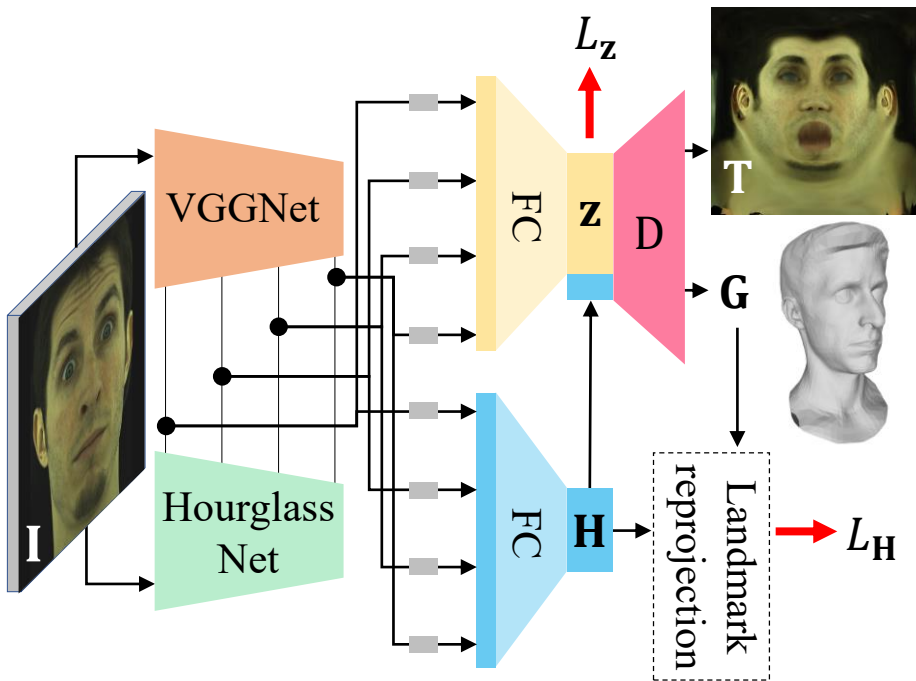 I
VGGNet
Hourglass
Net
FC
z
D
L_z
T
G
FC
H
Landmark
reprojection
L_H